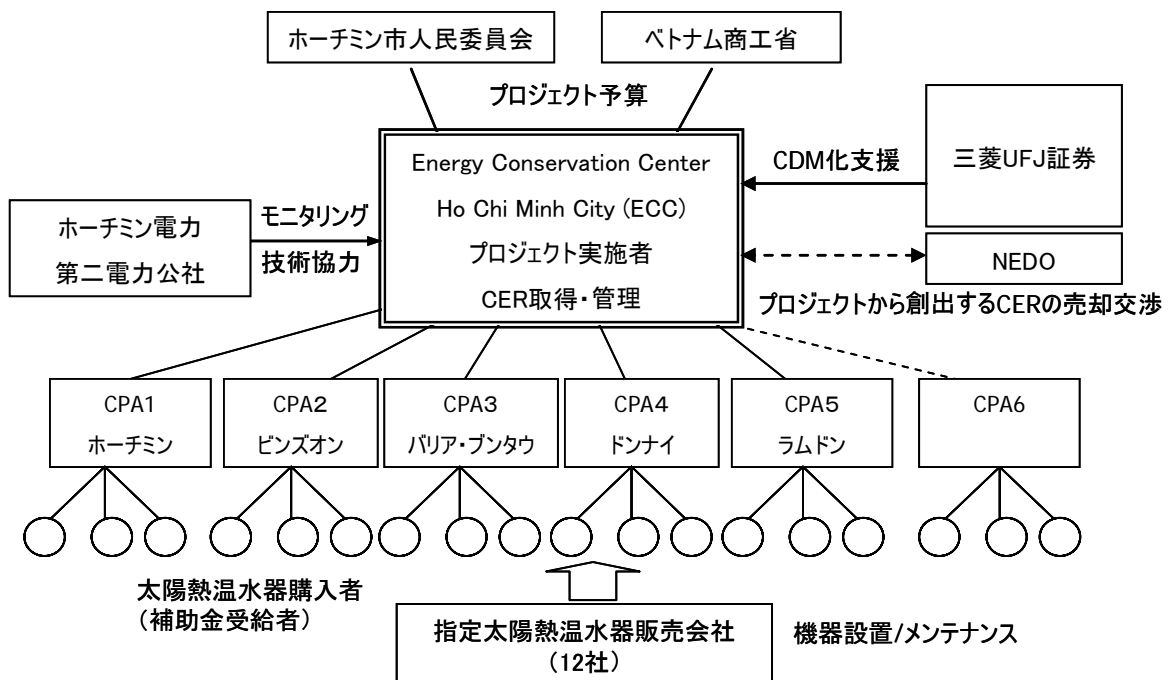 ホーチミン市人民委員会
ベトナム商工省
プロジェクト予算
Energy Conservation Center
Ho Chi Minh City (ECC)
プロジェクト実施者
CER取得・管理
CDM化支援
三菱UFJ証券
ホーチミン電力
第二電力公社
モニタリング
技術協力
NEDO
プロジェクトから創出するCERの売却交渉
CPA1
ホーチミン
CPA2
ビンズオン
CPA3
バリア・ブンタウ
CPA4
ドンナイ
CPA5
ラムドン
CPA6
太陽熱温水器購入者
（補助金受給者）
指定太陽熱温水器販売会社
（12社）
機器設置/メンテナンス